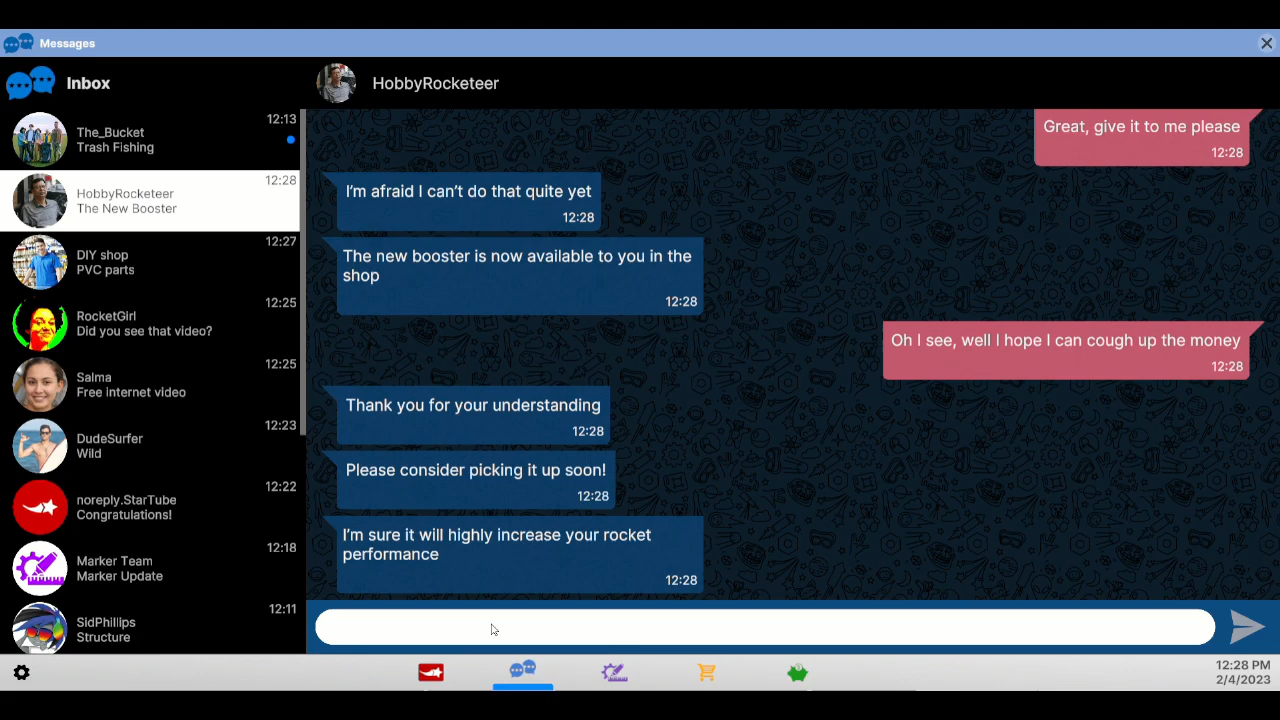 Messages
Inbox
HobbyRocketeer
The_Bucket
Trash Fishing
12:13
HobbyRocketeer
The New Booster
12:28
DIY shop
PVC parts
12:27
RocketGirl
Did you see that video?
12:25
Salma
Free internet video
12:25
DudeSurfer
Wild
12:23
noreply.StarTube
Congratulations!
12:22
Marker Team
Marker Update
12:18
SidPhillips
Structure
12:11
Great, give it to me please
12:28
I'm afraid I can't do that quite yet
12:28
The new booster is now available to you in the
shop
12:28
Oh I see, well I hope I can cough up the money
12:28
Thank you for your understanding
12:28
Please consider picking it up soon!
12:28
I'm sure it will highly increase your rocket
performance
12:28
12:28 PM
2/4/2023